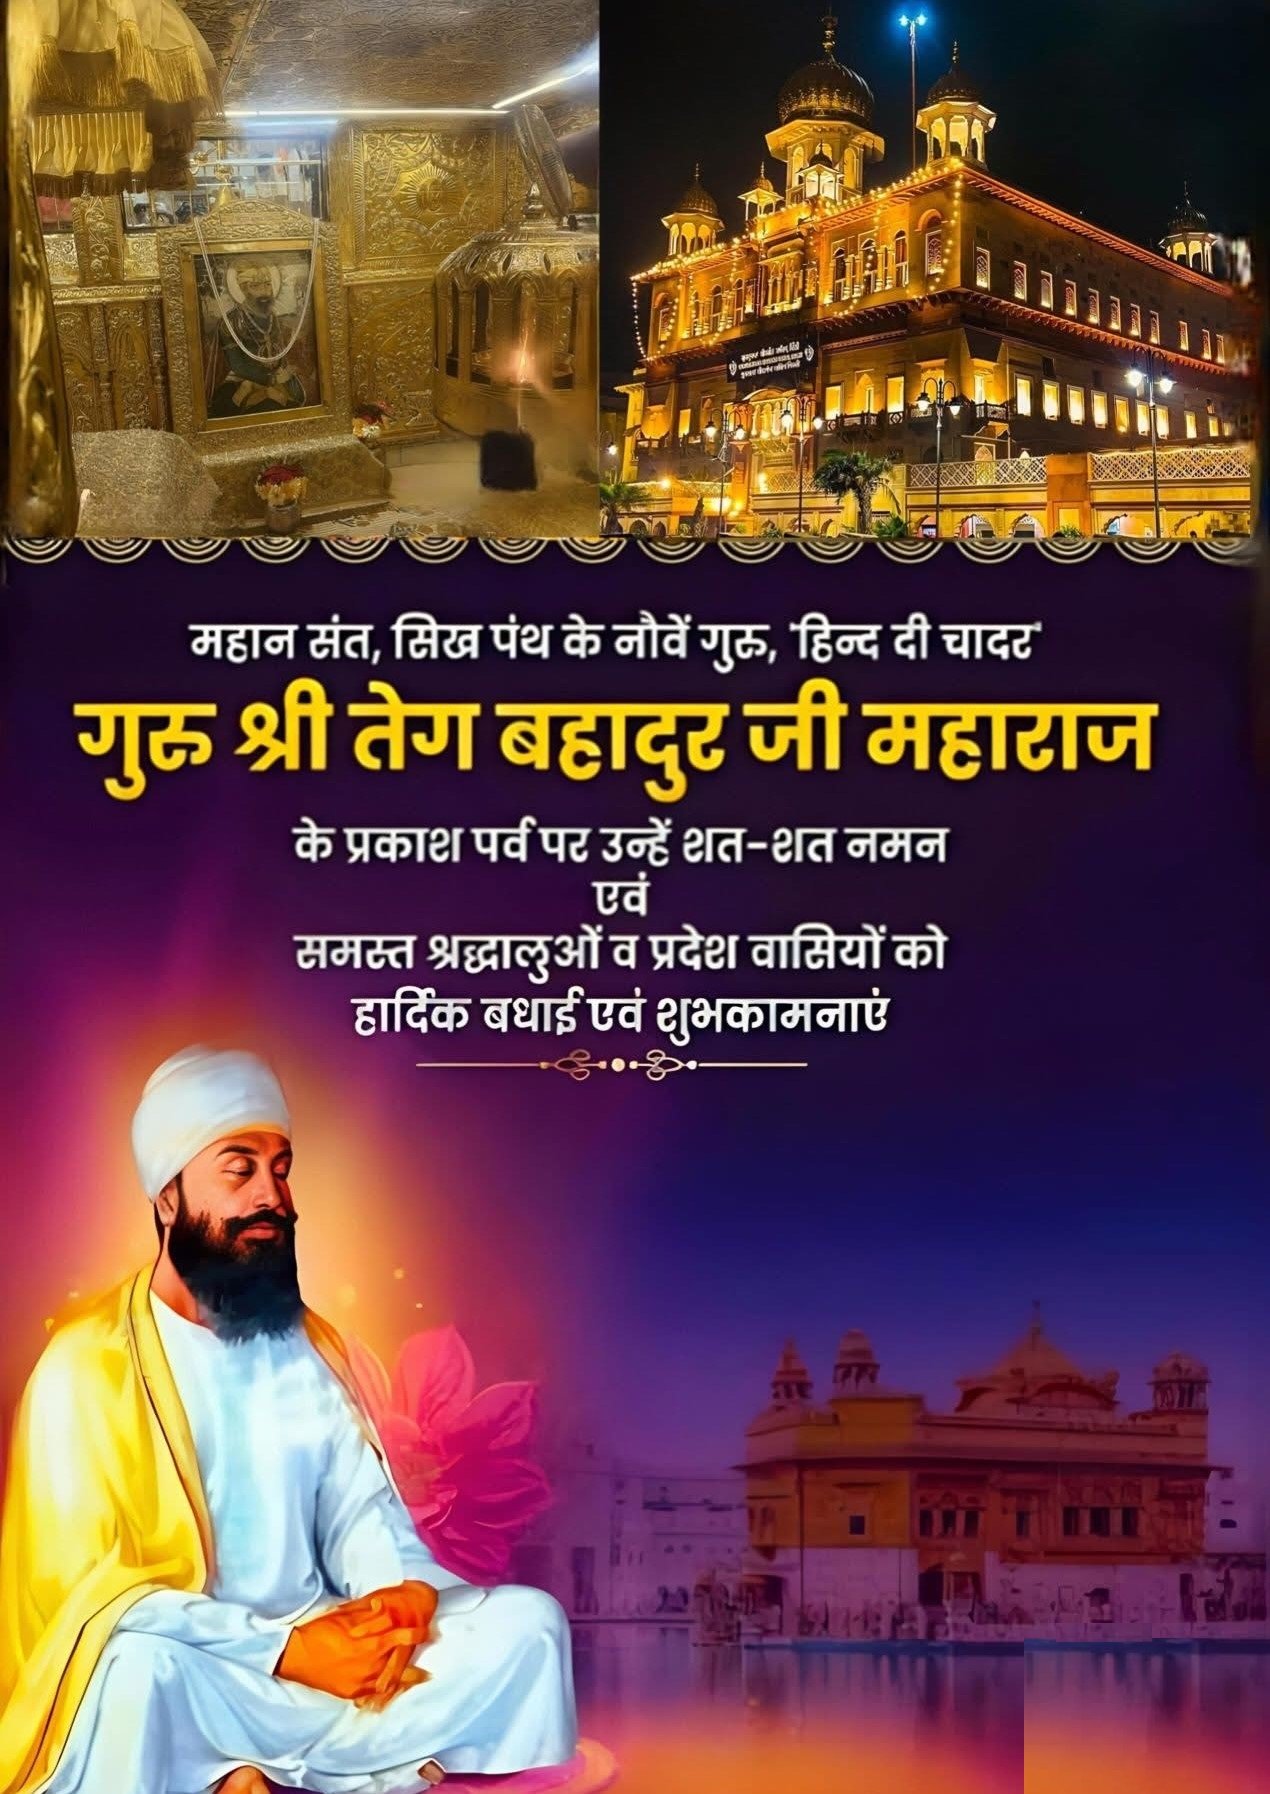 महान संत, सिख पंथ के नौवें गुरु, 'हिन्द दी चादर'
गुरु श्री तेग बहादुर जी महाराज
के प्रकाश पर्व पर उन्हें शत-शत नमन
एवं
समस्त श्रद्धालुओं व प्रदेश वासियों को
हार्दिक बधाई एवं शुभकामनाएं